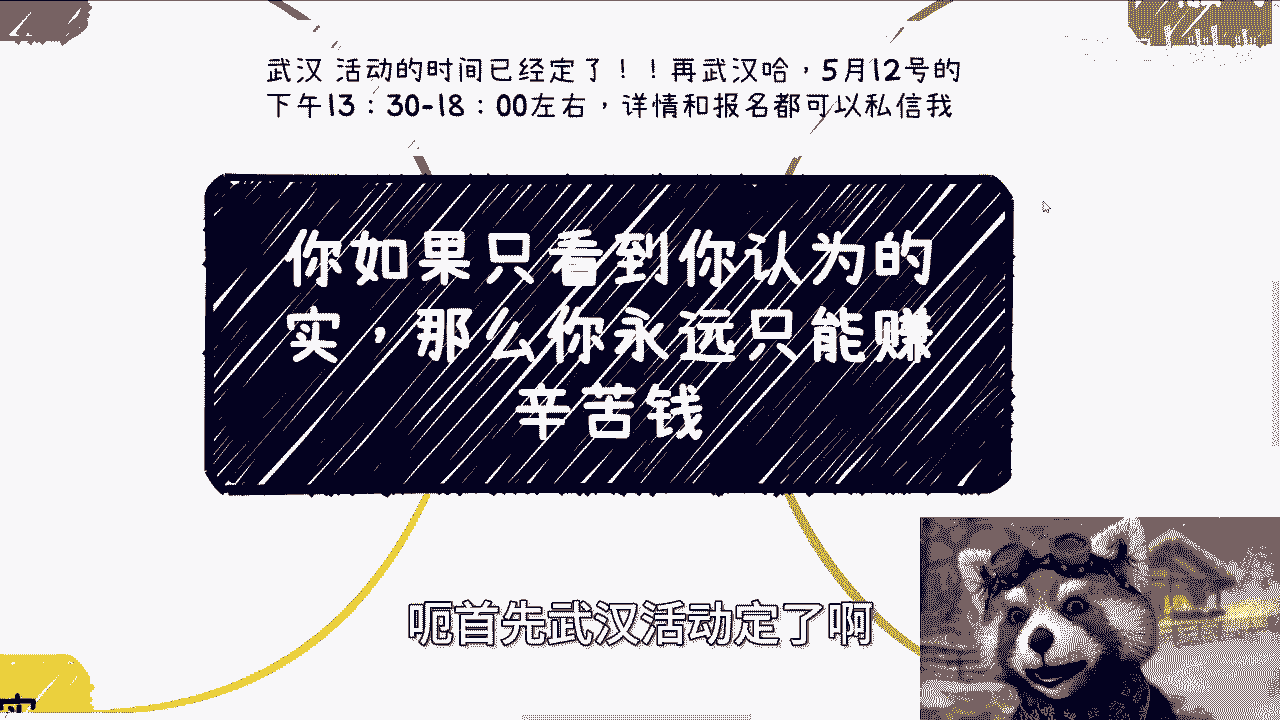 武汉 活动的时间已经定了！！再武汉哈，5月12号的
下午13：30-18：00左右，详情和报名都可以私信我
你如果只看到你认为的
实，那么你永远只能赚
辛苦钱
呃首先武汉活动定了啊